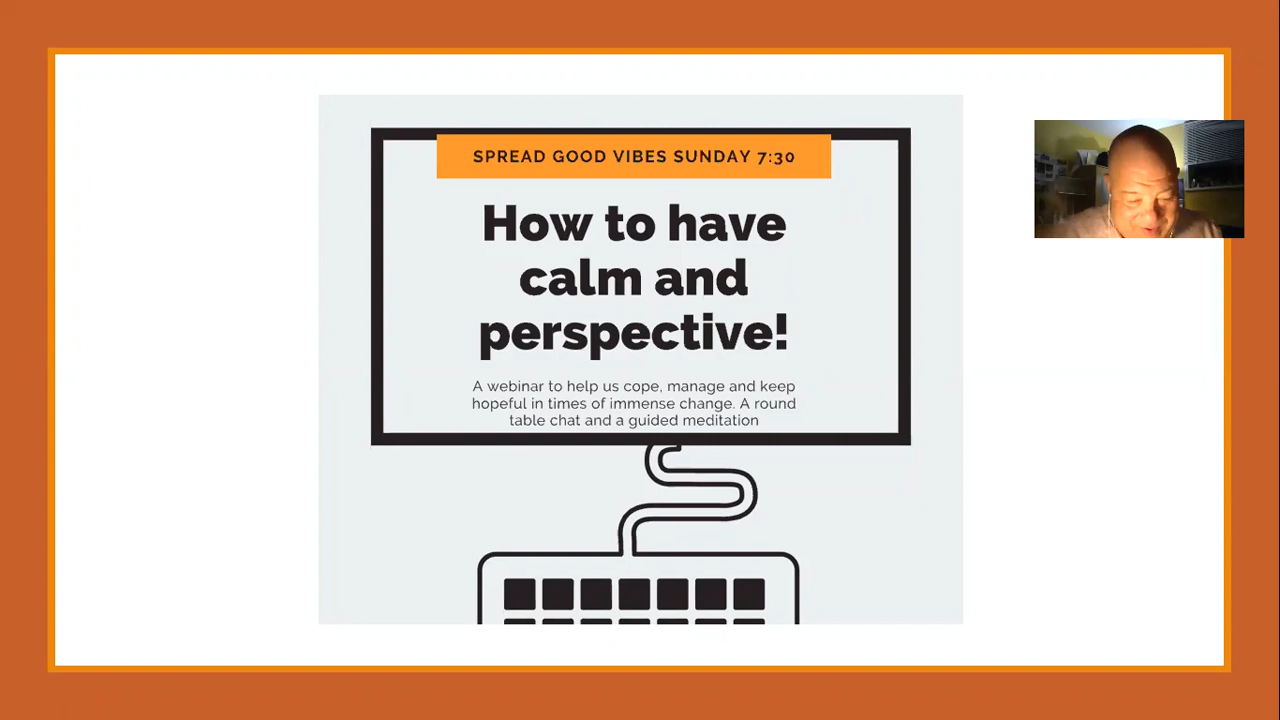 SPREAD GOOD VIBES SUNDAY 7:30
How to have
calm and
perspective!
A webinar to help us cope, manage and keep
hopeful in times of immense change. A round
table chat and a guided meditation